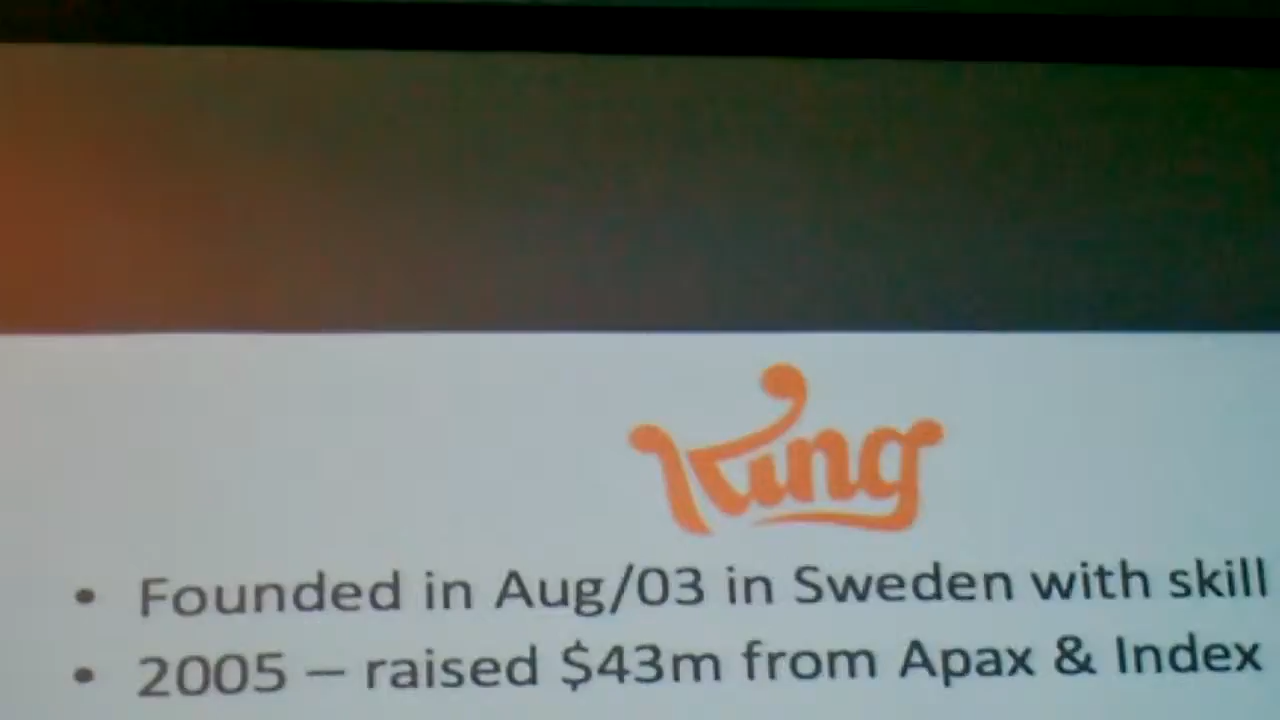 King
• Founded in Aug/03 in Sweden with skill
• 2005 – raised $43m from Apax & Index